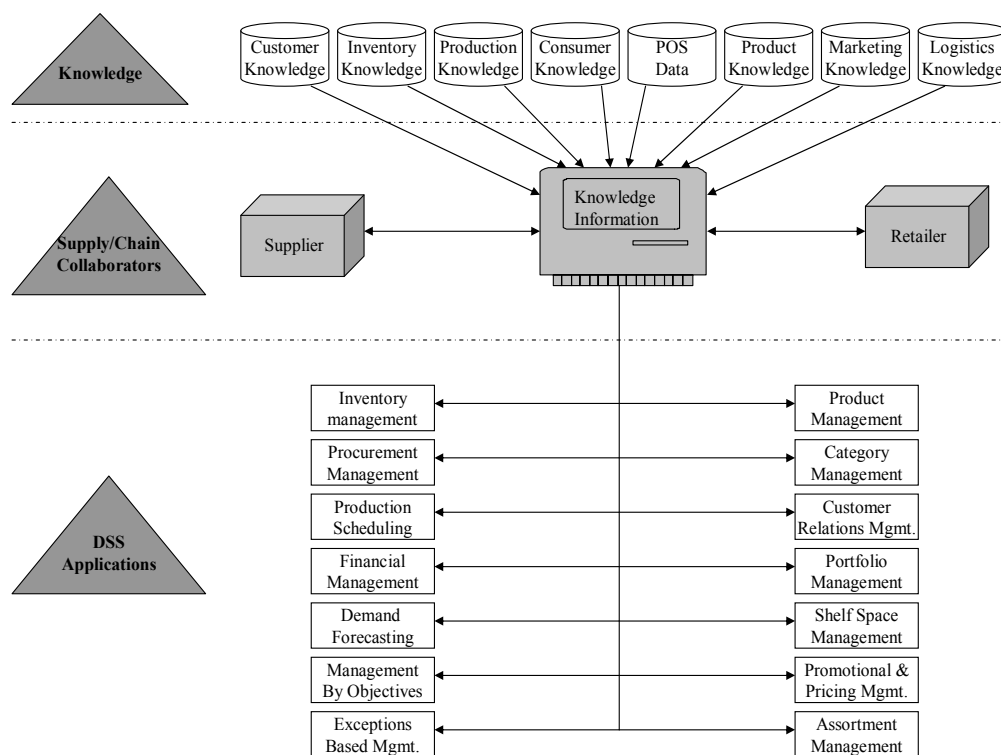 Knowledge
Customer
Knowledge
Inventory
Knowledge
Production
Knowledge
Consumer
Knowledge
POS
Data
Product
Knowledge
Marketing
Knowledge
Logistics
Knowledge
Supply/Chain
Collaborators
Supplier
Knowledge
Information
Retailer
DSS
Applications
Inventory
management
Product
Management
Procurement
Management
Category
Management
Production
Scheduling
Customer
Relations Mgmt.
Financial
Management
Portfolio
Management
Demand
Forecasting
Shelf Space
Management
Management
By Objectives
Promotional &
Pricing Mgmt.
Exceptions
Based Mgmt.
Assortment
Management